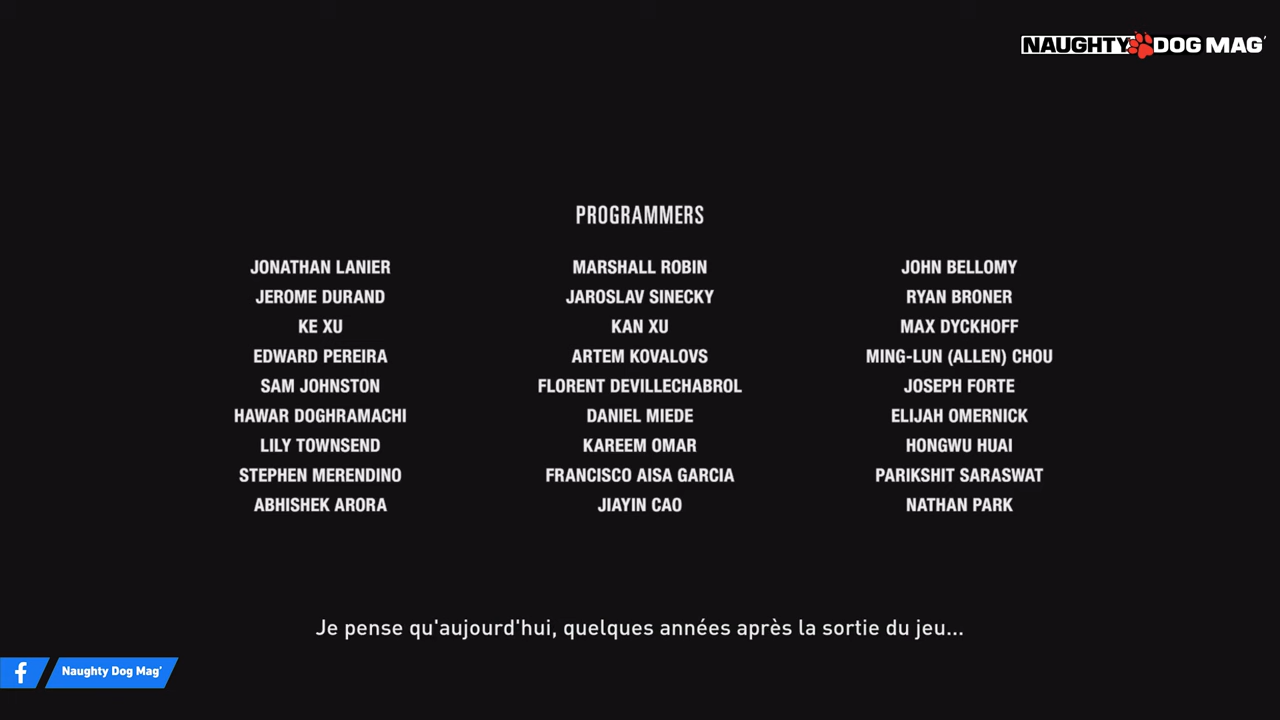 NAUGHTY DOG MAG'
PROGRAMMERS
JONATHAN LANIER MARSHALL ROBIN JOHN BELLOMY
JEROME DURAND JAROSLAV SINECKY RYAN BRONER
KE XU KAN XU MAX DYCKHOFF
EDWARD PEREIRA ARTEM KOVALOVS MING-LUN (ALLEN) CHOU
SAM JOHNSTON FLORENT DEVILLECHABROL JOSEPH FORTE
HAWAR DOGHRAMACHI DANIEL MIEDE ELIJAH OMERNICK
LILY TOWNSEND KAREEM OMAR HONGWU HUAI
STEPHEN MERENDINO FRANCISCO AISA GARCIA PARIKSHIT SARASWAT
ABHISHEK ARORA JIAYIN CAO NATHAN PARK
Je pense qu'aujourd'hui, quelques années après la sortie du jeu...
f Naughty Dog Mag'